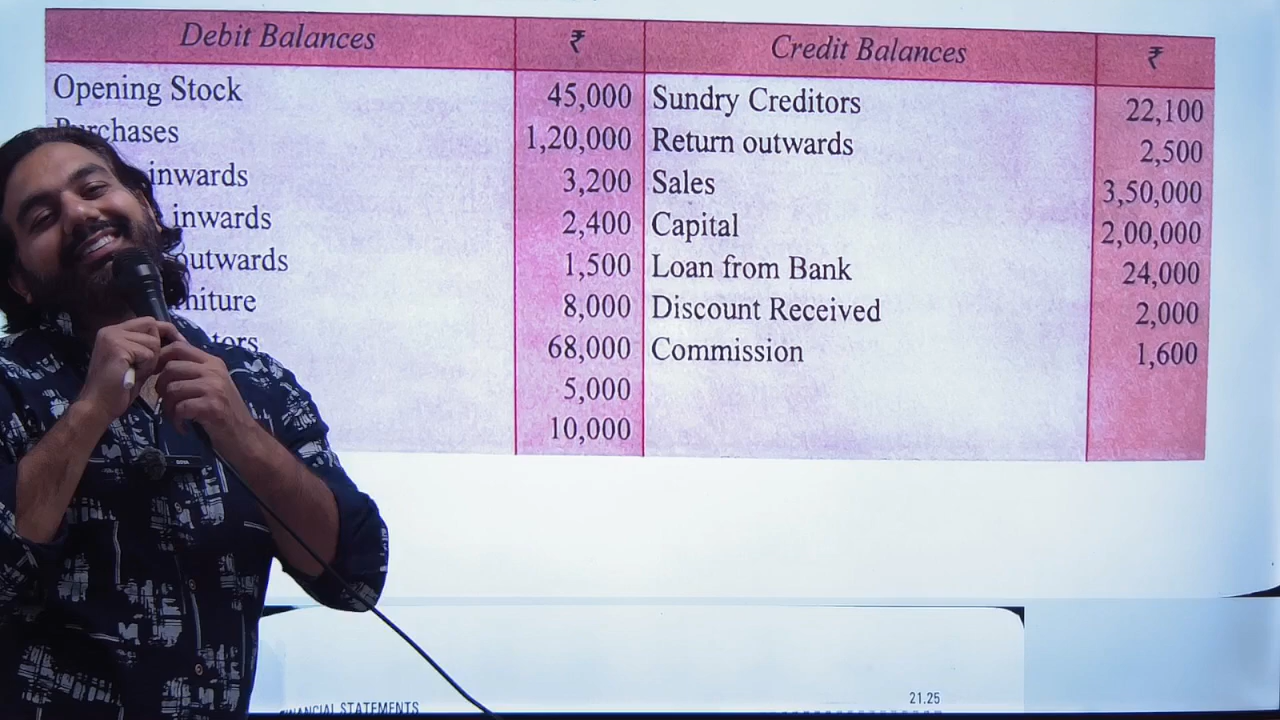 Debit Balances ₹ Credit Balances ₹
Opening Stock 45,000 Sundry Creditors 22,100
Purchases 1,20,000 Return outwards 2,500
inwards 3,200 Sales 3,50,000
inwards 2,400 Capital 2,00,000
outwards 1,500 Loan from Bank 24,000
8,000 Discount Received 2,000
68,000 Commission 1,600
5,000
10,000
FINANCIAL STATEMENTS 21.25